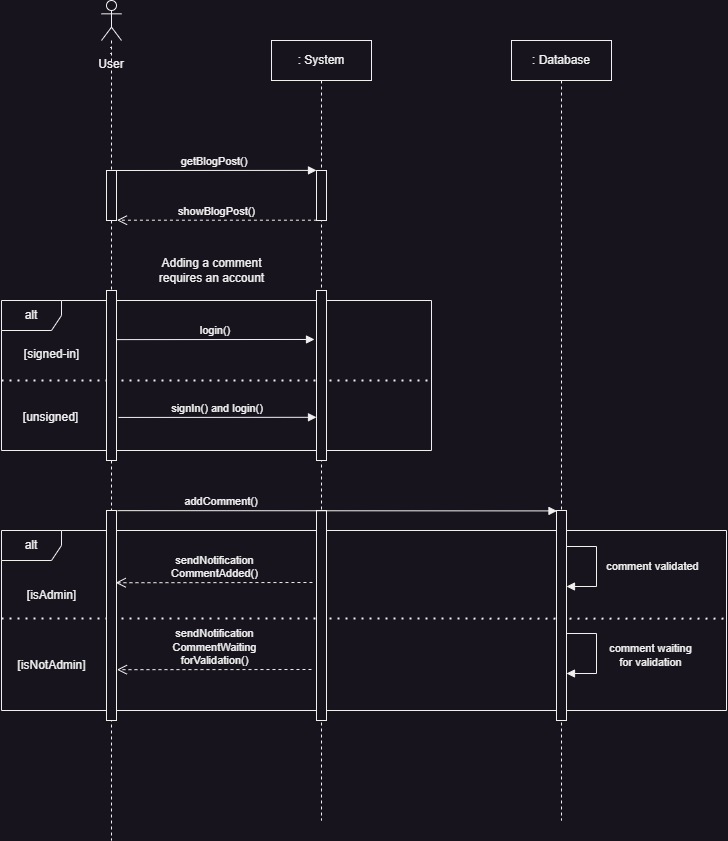 User
: System
: Database
getBlogPost()
showBlogPost()
Adding a comment
requires an account
alt
login()
[signed-in]
signIn() and login()
[unsigned]
addComment()
alt
sendNotification
CommentAdded()
comment validated
[isAdmin]
sendNotification
CommentWaiting
forValidation()
comment waiting
for validation
[isNotAdmin]